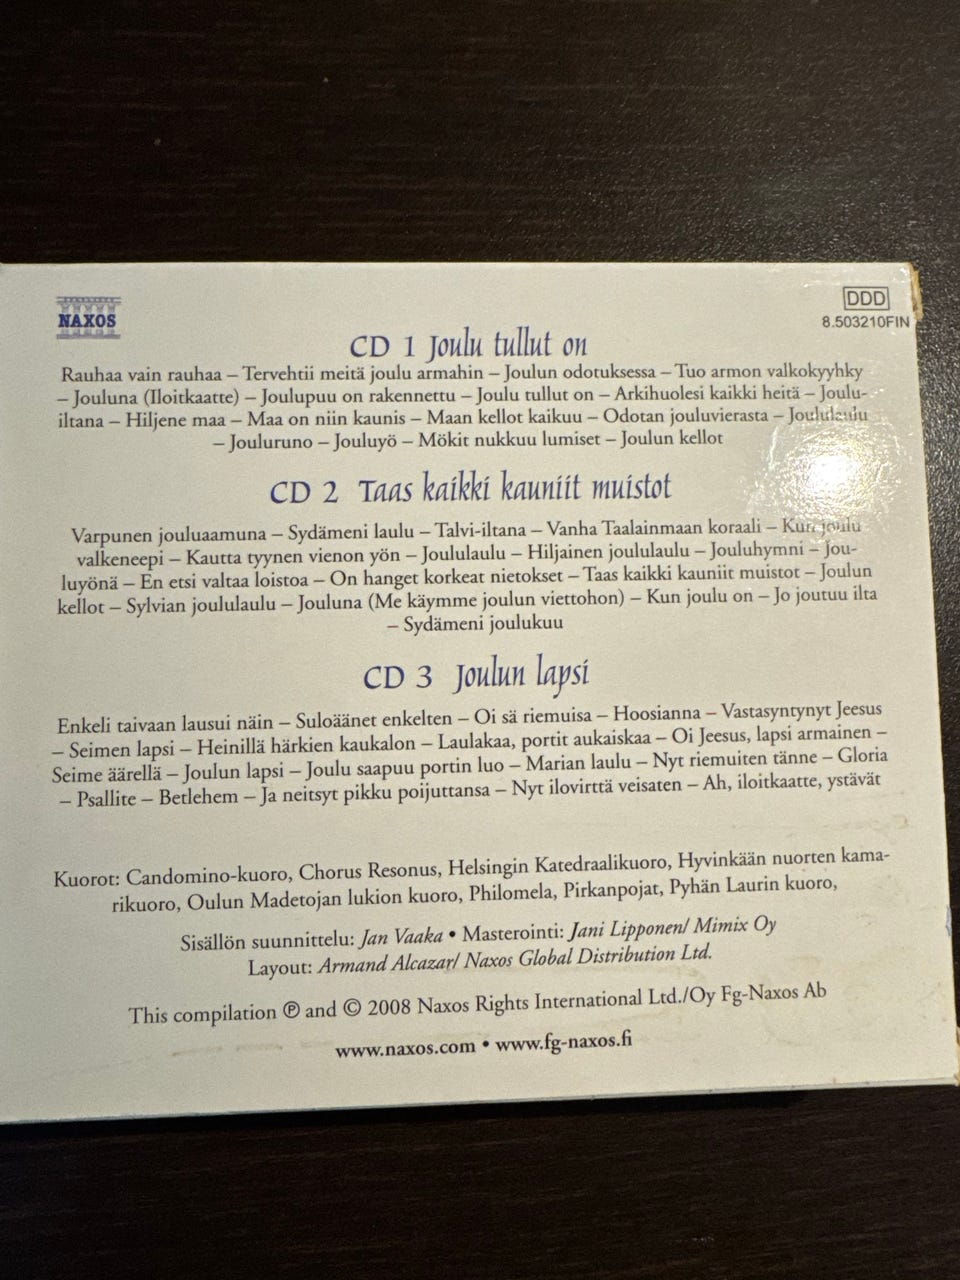 NAXOS
DDD
8.503210FIN
CD 1 Joulu tullut on
Rauhaa vain rauhaa – Tervehtii meitä joulu armahin – Joulun odotuksessa – Tuo armon valkokyyhky
– Jouluna (Iloitkaatte) – Joulupuu on rakennettu – Joulu tullut on – Arkihuolesi kaikki heitä – Joulu-
iltana – Hiljene maa – Maa on niin kaunis – Maan kellot kaikuu – Odotan jouluvierasta – Joululaulu
– Jouluruno – Jouluyö – Mökit nukkuu lumiset – Joulun kellot
CD 2 Taas kaikki kauniit muistot
Varpunen jouluaamuna – Sydämeni laulu – Talvi-iltana – Vanha Taalainmaan koraali – Kun joulu
valkeneepi – Kautta tyynen vienon yön – Joululaulu – Hiljainen joululaulu – Jouluhymni – Jou-
luyönä – En etsi valtaa loistoa – On hanget korkeat nietokset – Taas kaikki kauniit muistot – Joulun
kellot – Sylvian joululaulu – Jouluna (Me käymme joulun viettohon) – Kun joulu on – Jo joutuu ilta
– Sydämeni joulukuu
CD 3 Joulun lapsi
Enkeli taivaan lausui näin – Suloäänet enkelten – Oi sä riemuisa – Hoosianna – Vastasyntynyt Jeesus
– Seimen lapsi – Heinillä härkien kaukalon – Laulakaa, portit aukaiskaa – Oi Jeesus, lapsi armainen –
Seime äärellä – Joulun lapsi – Joulu saapuu portin luo – Marian laulu – Nyt riemuiten tänne – Gloria
– Psallite – Betlehem – Ja neitsyt pikku poijuttansa – Nyt ilovirttä veisaten – Ah, iloitkaatte, ystävät
Kuorot: Candomino-kuoro, Chorus Resonus, Helsingin Katedraalikuoro, Hyvinkään nuorten kama-
rikuoro, Oulun Madetojan lukion kuoro, Philomela, Pirkanpojat, Pyhän Laurin kuoro,
Sisällön suunnittelu: Jan Vaaka • Masterointi: Jani Lipponen/ Mimix Oy
Layout: Armand Alcazar/ Naxos Global Distribution Ltd.
This compilation ℗ and © 2008 Naxos Rights International Ltd./Oy Fg-Naxos Ab
www.naxos.com • www.fg-naxos.fi